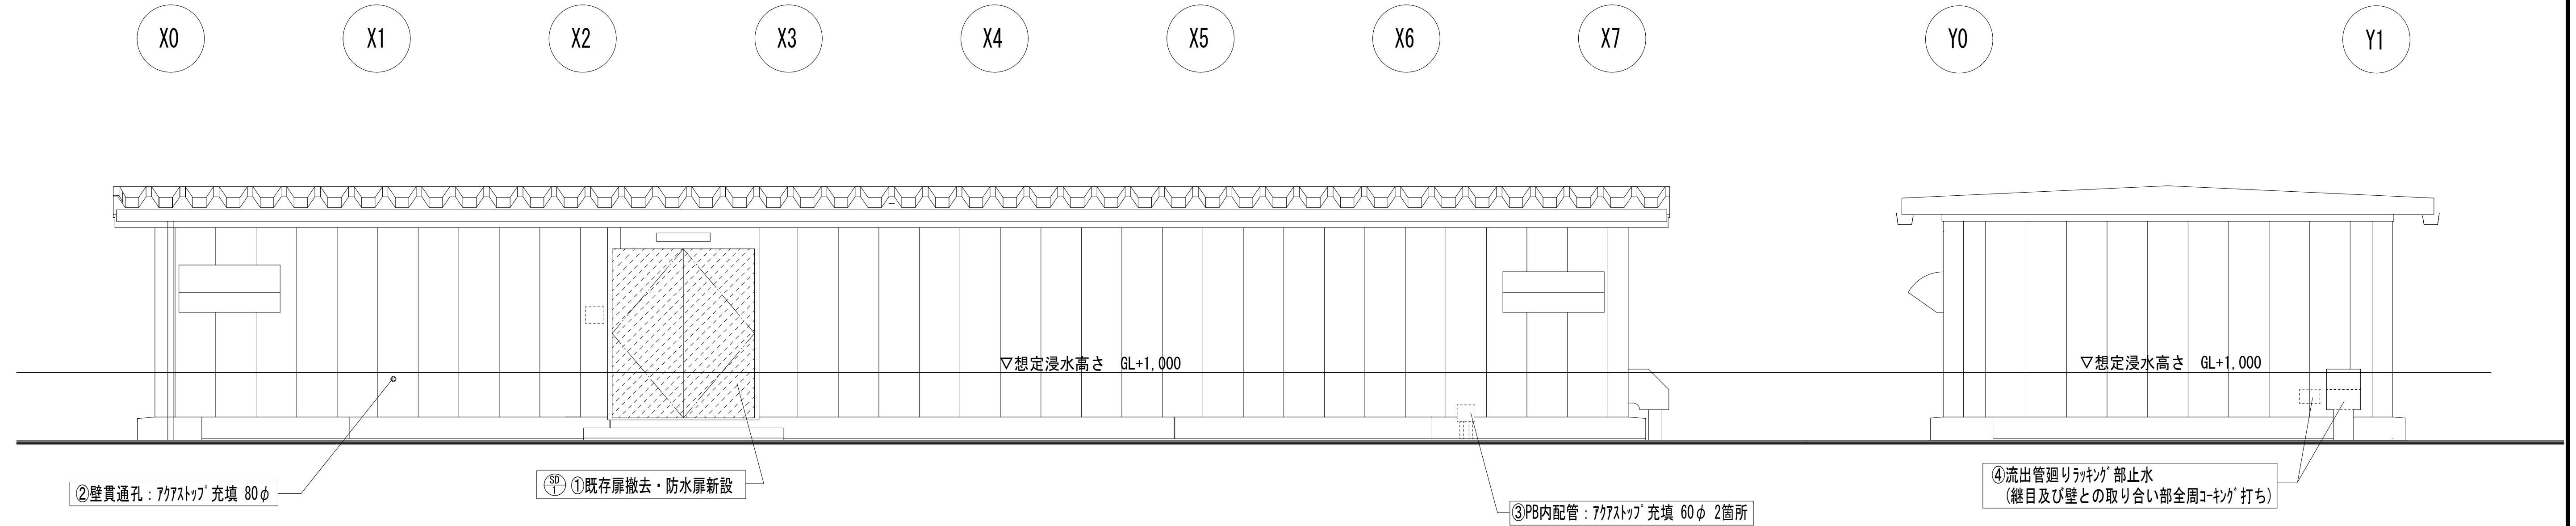 X0 X1 X2 X3 X4 X5 X6 X7 Y0 Y1
▽想定浸水高さ　GL+1,000
▽想定浸水高さ　GL+1,000
②壁貫通孔：ｱｸｱｽﾄｯﾌﾟ充填 80φ
SD
1
①既存扉撤去・防水扉新設
③PB内配管：ｱｸｱｽﾄｯﾌﾟ充填 60φ 2箇所
④流出管廻りﾗｯｷﾝｸﾞ部止水
(継目及び壁との取り合い部全周ｺｰｷﾝｸﾞ打ち)